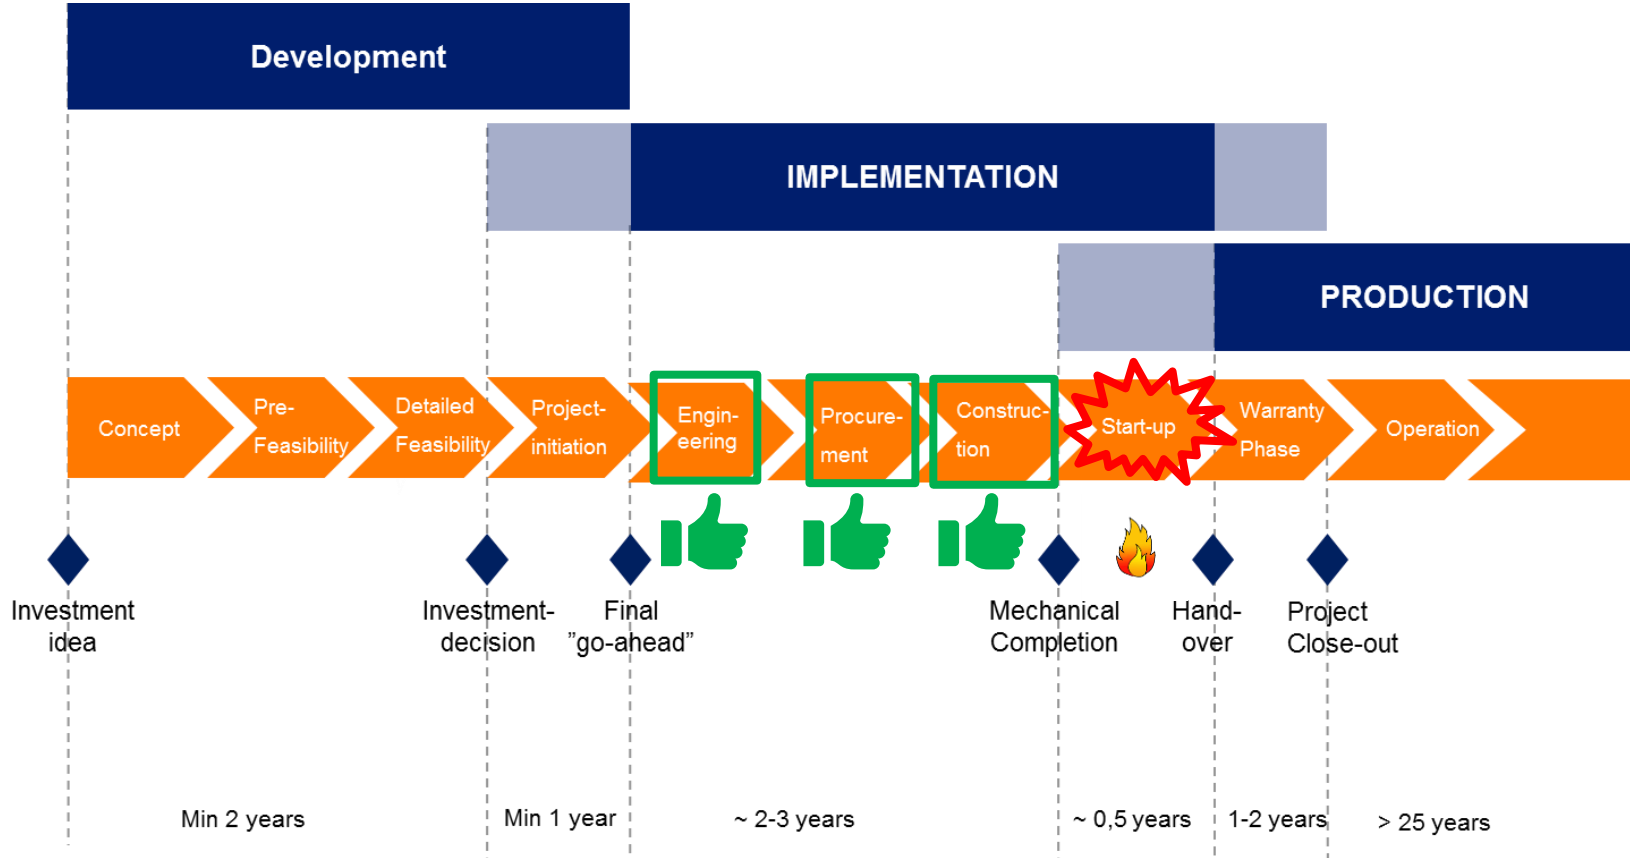 Development
IMPLEMENTATION
PRODUCTION
Concept
Pre-
Feasibility
Detailed
Feasibility
Project-
initiation
Engin-
eering
Procure-
ment
Construc-
tion
Start-up
Warranty
Phase
Operation
Investment
idea
Investment-
decision
Final
”go-ahead”
Mechanical
Completion
Hand-
over
Project
Close-out
Min 2 years
Min 1 year
~ 2-3 years
~ 0,5 years
1-2 years
> 25 years